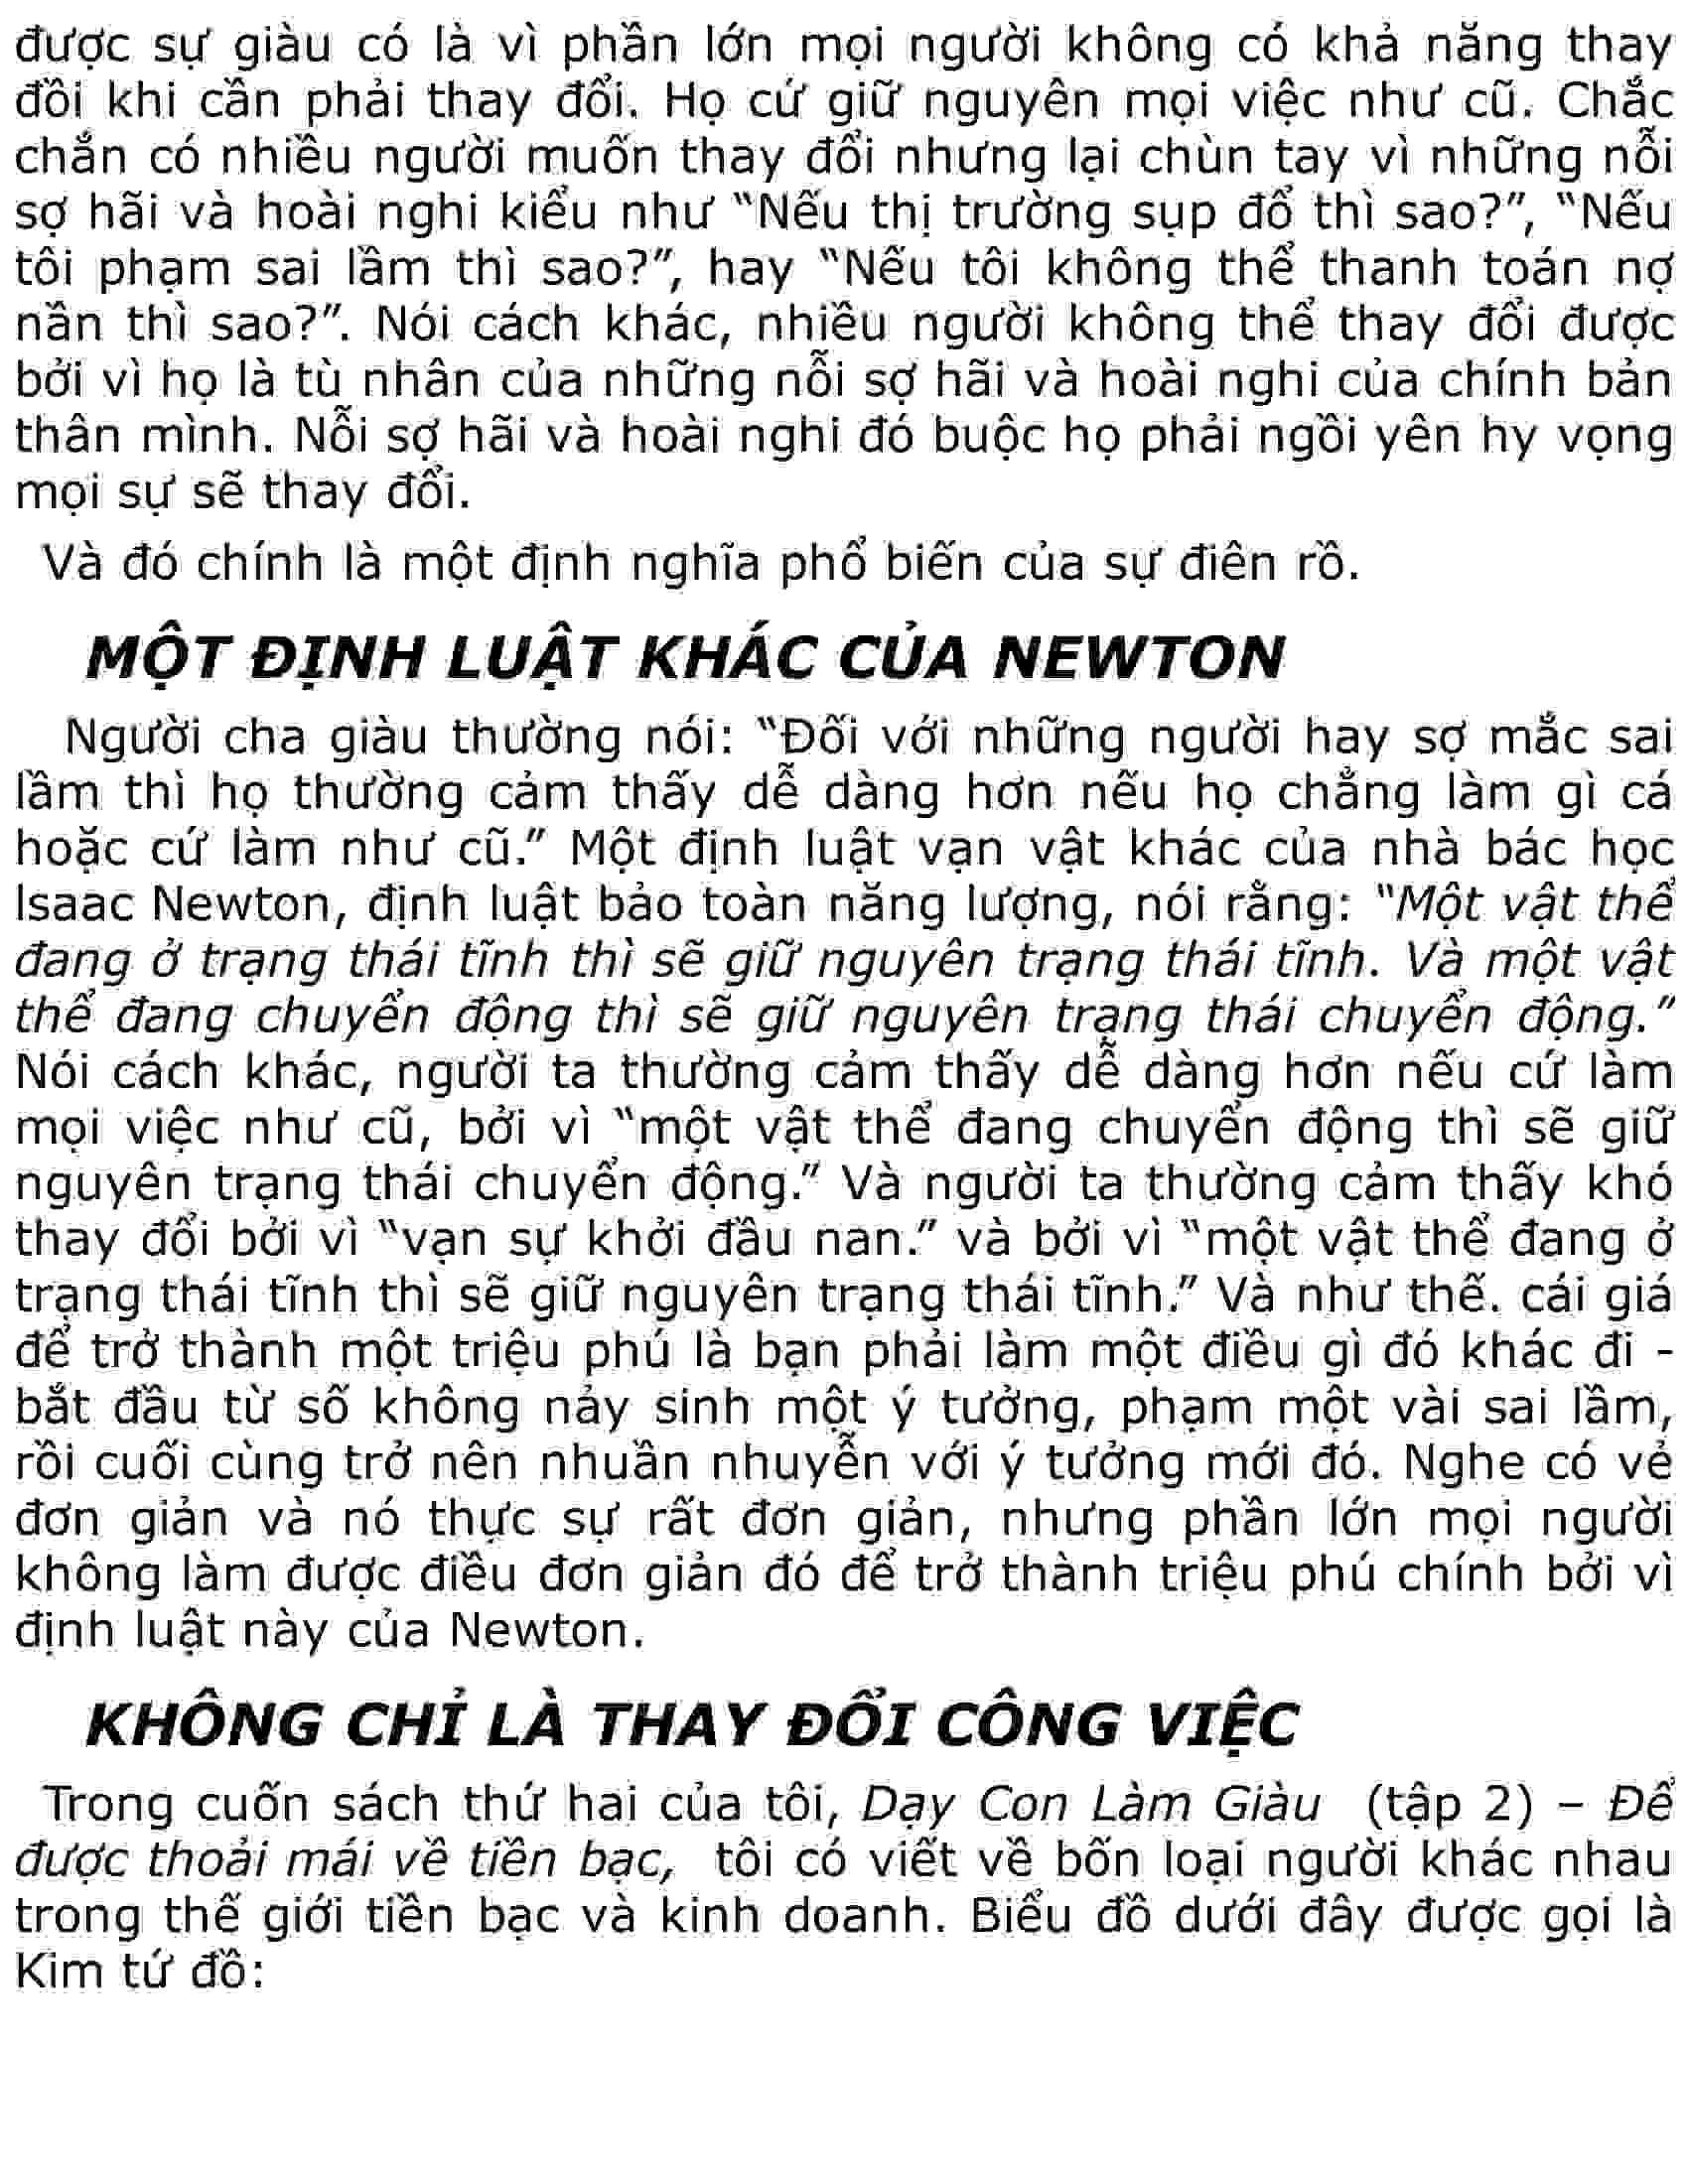 được sự giàu có là vì phần lớn mọi người không có khả năng thay
đồi khi cần phải thay đổi. Họ cứ giữ nguyên mọi việc như cũ. Chắc
chắn có nhiều người muốn thay đổi nhưng lại chùn tay vì những nỗi
sợ hãi và hoài nghi kiểu như “Nếu thị trường sụp đổ thì sao?”, “Nếu
tôi phạm sai lầm thì sao?”, hay “Nếu tôi không thể thanh toán nợ
nần thì sao?”. Nói cách khác, nhiều người không thể thay đổi được
bởi vì họ là tù nhân của những nỗi sợ hãi và hoài nghi của chính bản
thân mình. Nỗi sợ hãi và hoài nghi đó buộc họ phải ngồi yên hy vọng
mọi sự sẽ thay đổi.
Và đó chính là một định nghĩa phổ biến của sự điên rồ.
MỘT ĐỊNH LUẬT KHÁC CỦA NEWTON
Người cha giàu thường nói: “Đối với những người hay sợ mắc sai
lầm thì họ thường cảm thấy dễ dàng hơn nếu họ chẳng làm gì cá
hoặc cứ làm như cũ.” Một định luật vạn vật khác của nhà bác học
Isaac Newton, định luật bảo toàn năng lượng, nói rằng: “Một vật thể
đang ở trạng thái tĩnh thì sẽ giữ nguyên trạng thái tĩnh. Và một vật
thể đang chuyển động thì sẽ giữ nguyên trạng thái chuyển động.”
Nói cách khác, người ta thường cảm thấy dễ dàng hơn nếu cứ làm
mọi việc như cũ, bởi vì “một vật thể đang chuyển động thì sẽ giữ
nguyên trạng thái chuyển động.” Và người ta thường cảm thấy khó
thay đổi bởi vì “vạn sự khởi đầu nan.” và bởi vì “một vật thể đang ở
trạng thái tĩnh thì sẽ giữ nguyên trạng thái tĩnh.” Và như thế. cái giá
để trở thành một triệu phú là bạn phải làm một điều gì đó khác đi -
bắt đầu từ số không nảy sinh một ý tưởng, phạm một vài sai lầm,
rồi cuối cùng trở nên nhuần nhuyễn với ý tưởng mới đó. Nghe có vẻ
đơn giản và nó thực sự rất đơn giản, nhưng phần lớn mọi người
không làm được điều đơn giản đó để trở thành triệu phú chính bởi vì
định luật này của Newton.
KHÔNG CHỈ LÀ THAY ĐỔI CÔNG VIỆC
Trong cuốn sách thứ hai của tôi, Dạy Con Làm Giàu (tập 2) – Để
được thoải mái về tiền bạc, tôi có viết về bốn loại người khác nhau
trong thế giới tiền bạc và kinh doanh. Biểu đồ dưới đây được gọi là
Kim tứ đồ: